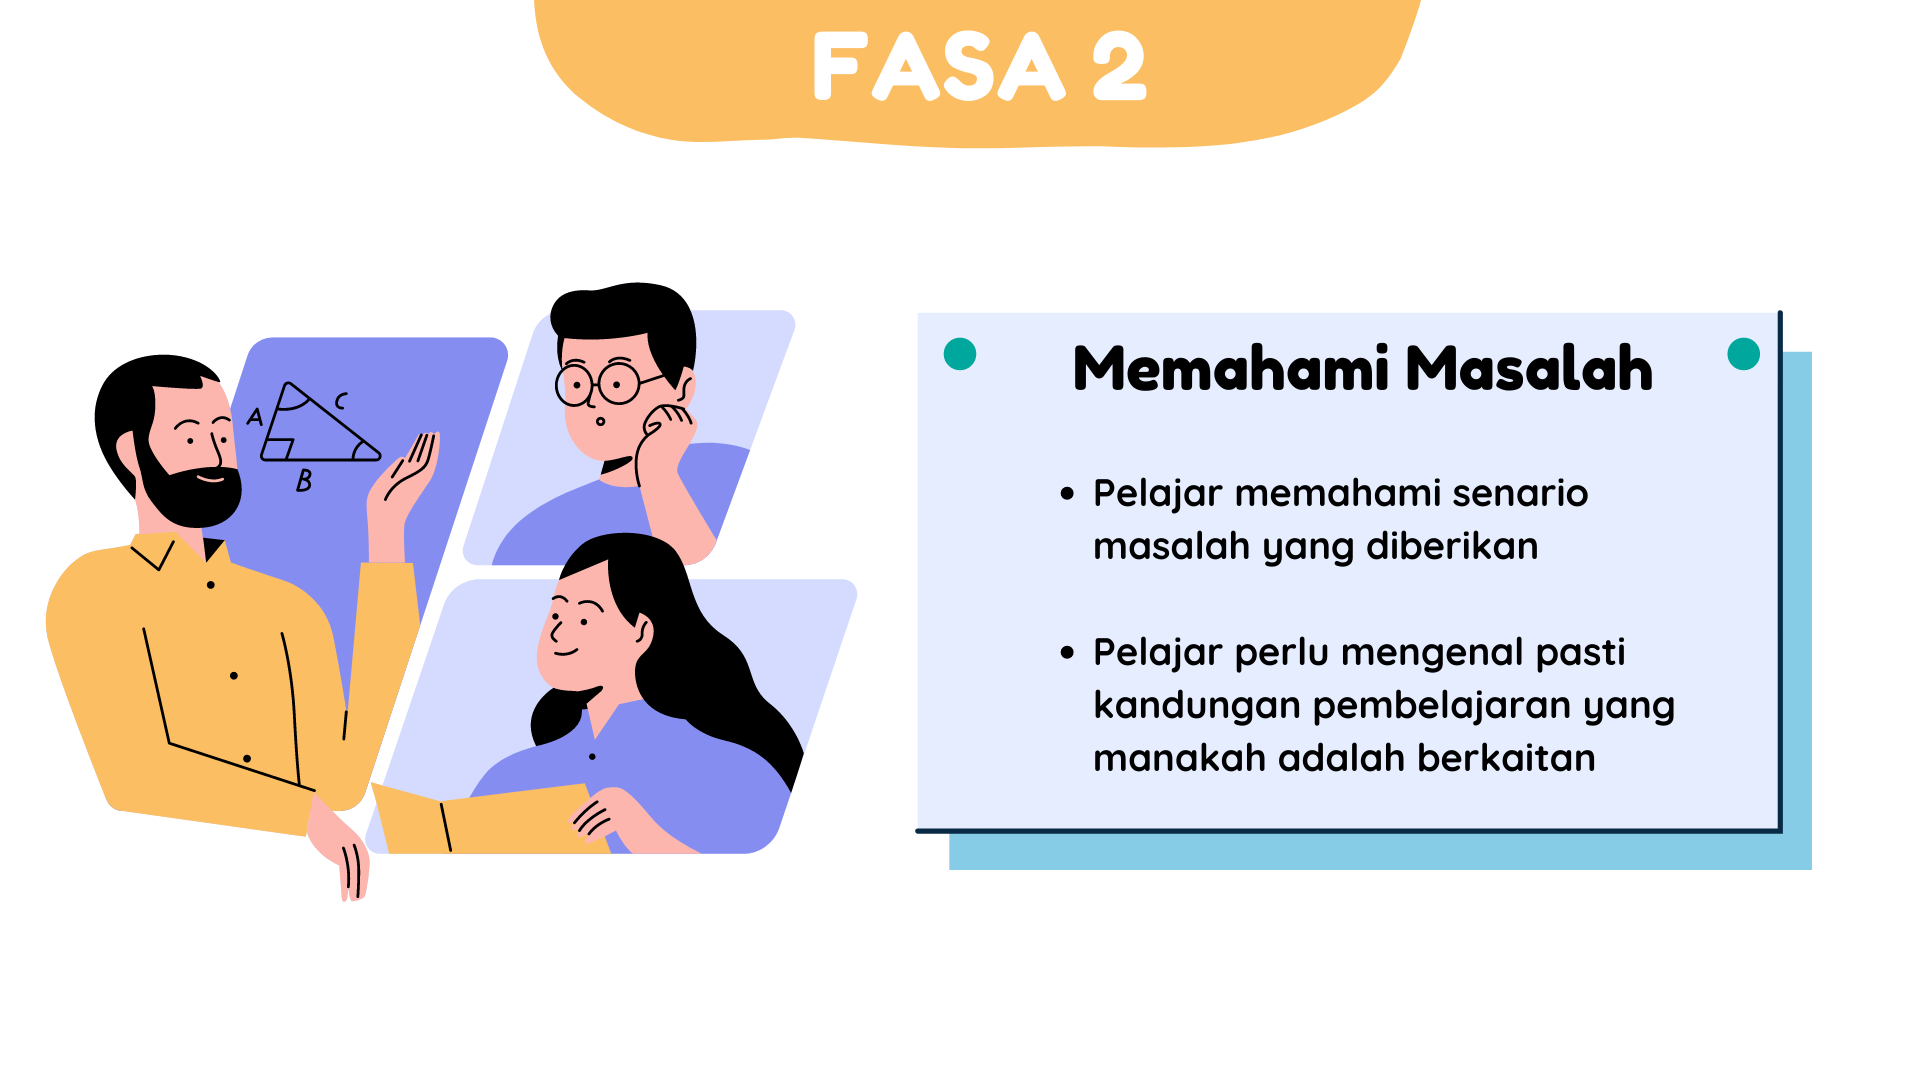 FASA 2
A
C
B
Memahami Masalah
• Pelajar memahami senario
masalah yang diberikan
• Pelajar perlu mengenal pasti
kandungan pembelajaran yang
manakah adalah berkaitan